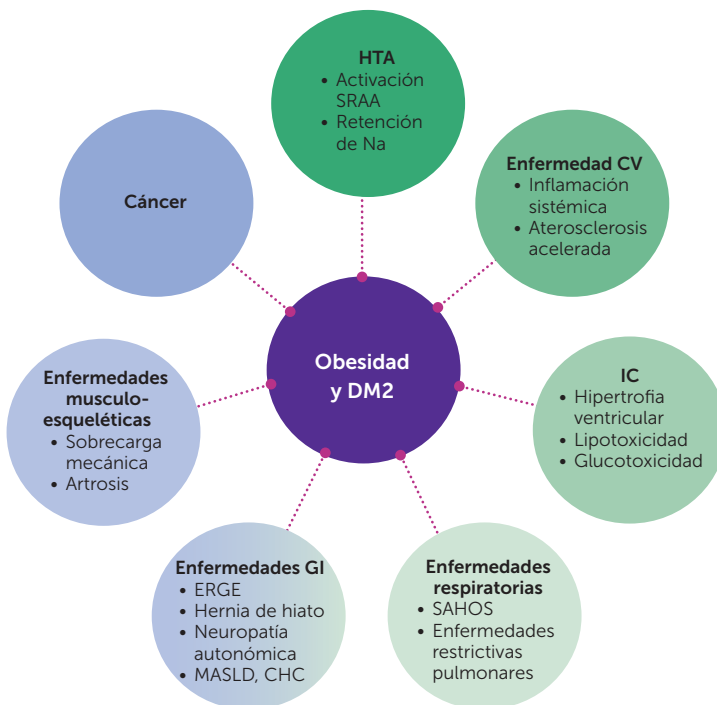 HTA
• Activación
SRAA
• Retención
de Na
Enfermedad CV
• Inflamación
sistémica
• Aterosclerosis
acelerada
IC
• Hipertrofia
ventricular
• Lipotoxicidad
• Glucotoxicidad
Enfermedades
respiratorias
• SAHOS
• Enfermedades
restrictivas
pulmonares
Enfermedades GI
• ERGE
• Hernia de hiato
• Neuropatía
autonómica
• MASLD, CHC
Enfermedades
musculo-
esqueléticas
• Sobrecarga
mecánica
• Artrosis
Cáncer
Obesidad
y DM2